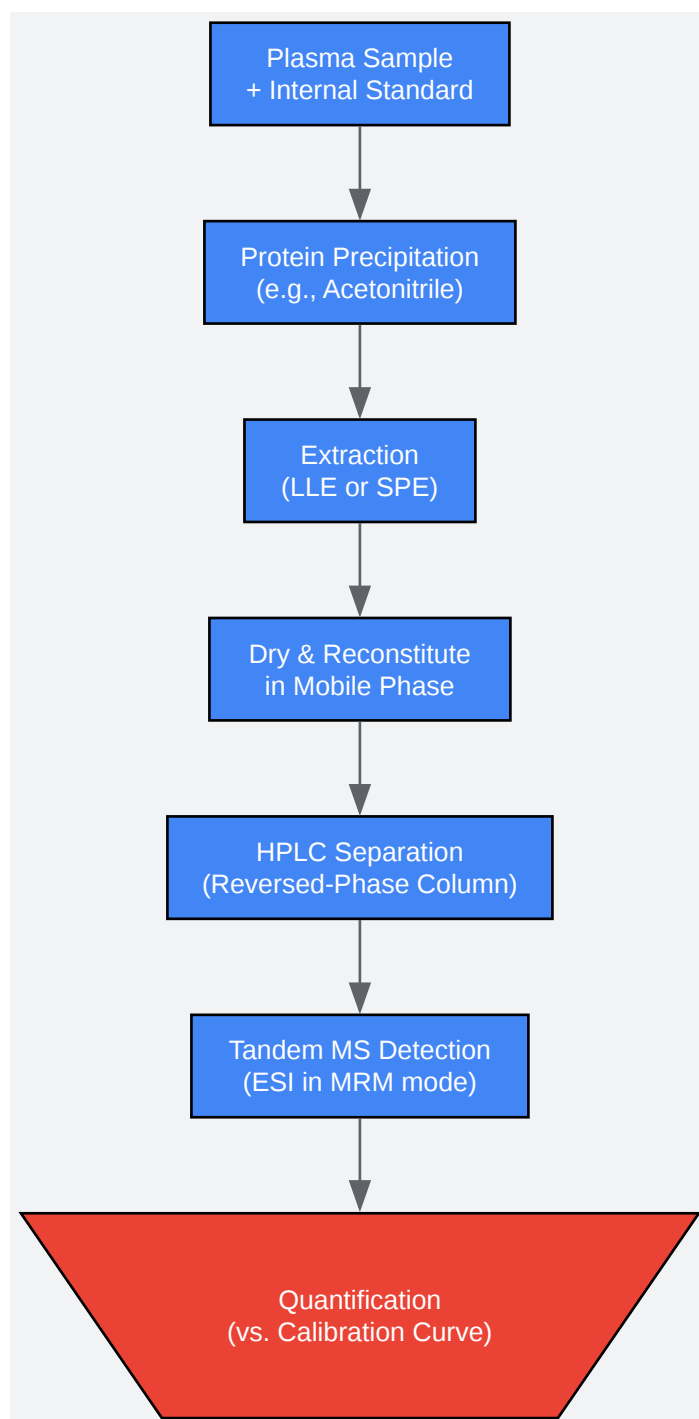 Plasma Sample
+ Internal Standard
Protein Precipitation
(e.g., Acetonitrile)
Extraction
(LLE or SPE)
Dry & Reconstitute
in Mobile Phase
HPLC Separation
(Reversed-Phase Column)
Tandem MS Detection
(ESI in MRM mode)
Quantification
(vs. Calibration Curve)